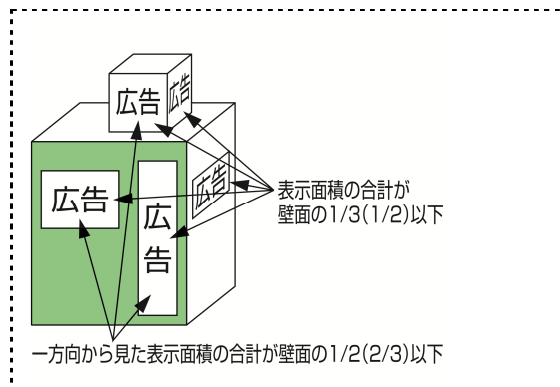 広告
広告
広告
広告
広告
表示面積の合計が
壁面の1/3(1/2)以下
一方向から見た表示面積の合計が壁面の1/2(2/3)以下